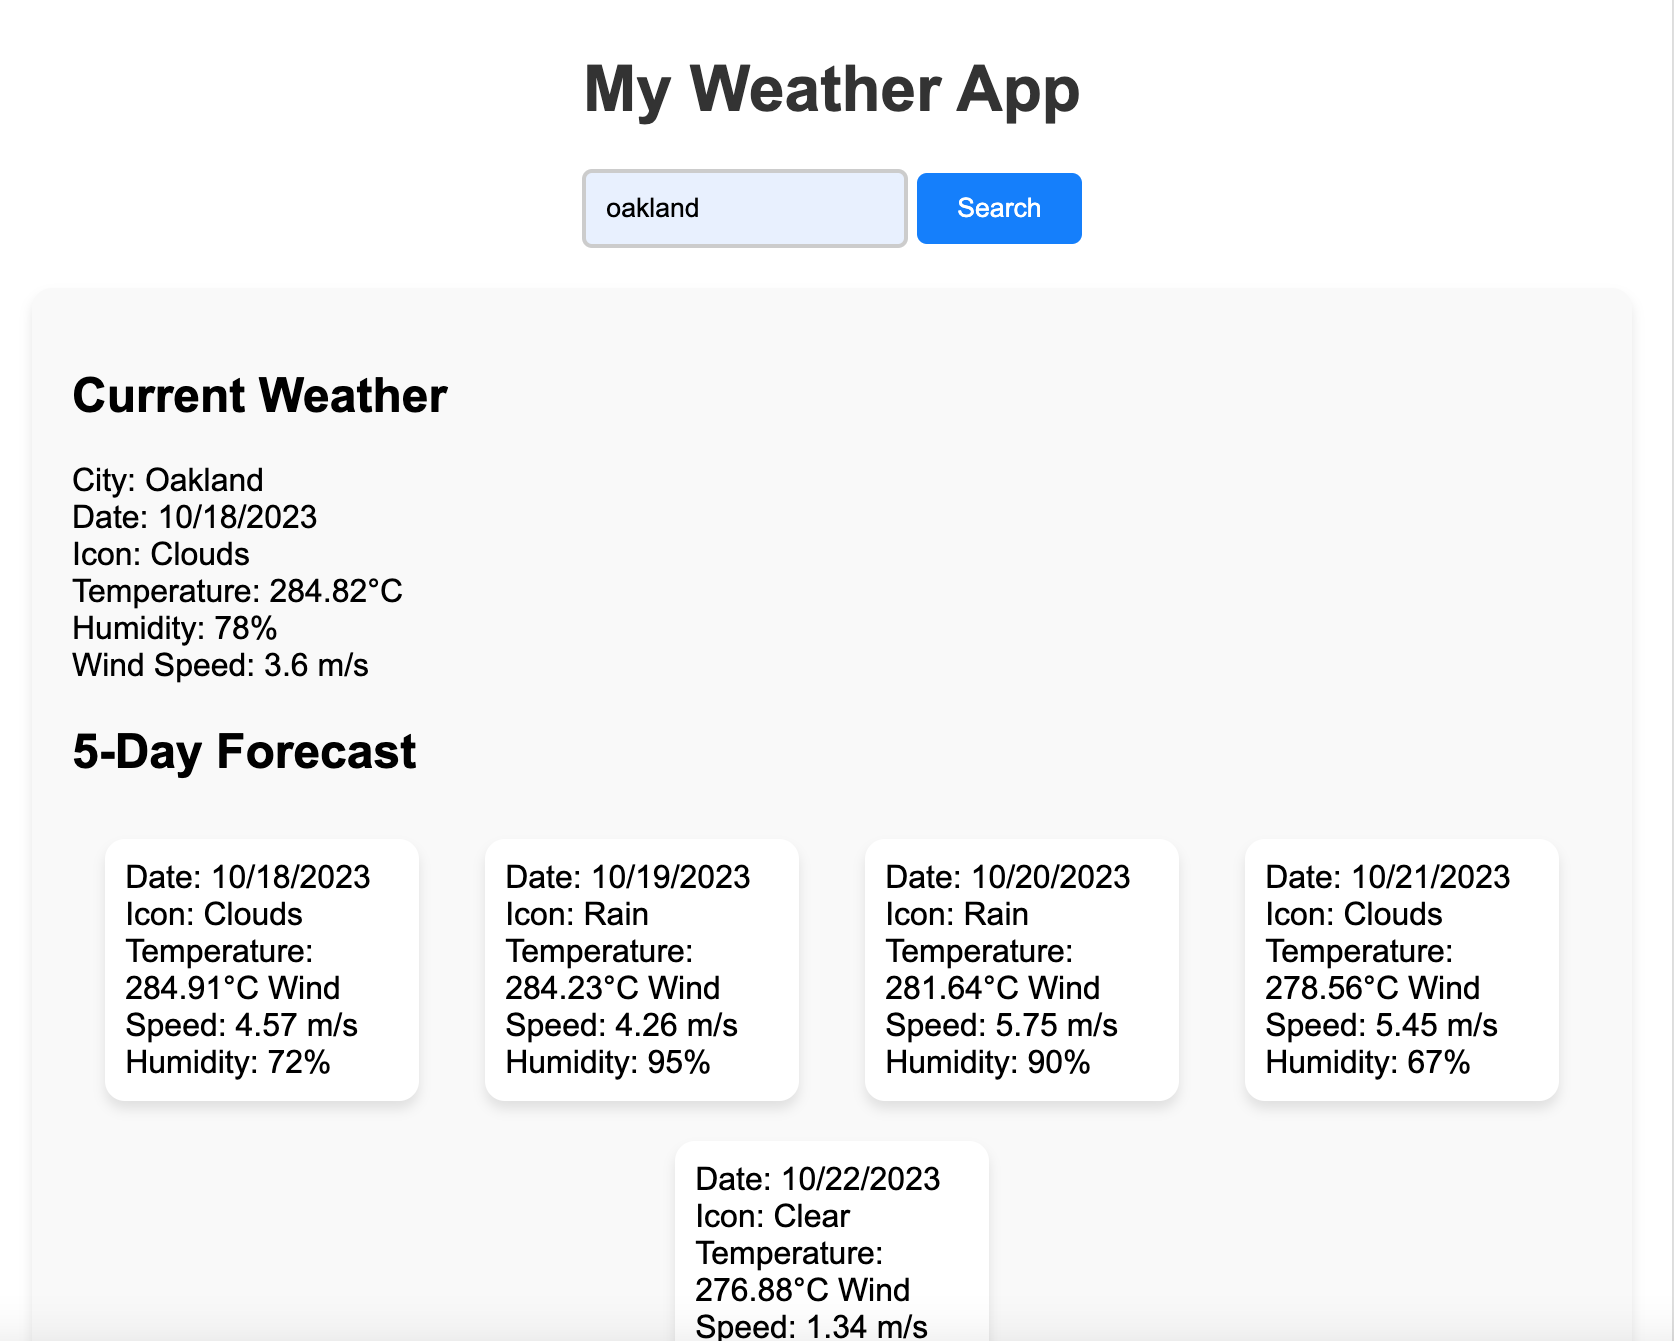 My Weather App
oakland
Search
Current Weather
City: Oakland
Date: 10/18/2023
Icon: Clouds
Temperature: 284.82°C
Humidity: 78%
Wind Speed: 3.6 m/s
5-Day Forecast
Date: 10/18/2023
Icon: Clouds
Temperature:
284.91°C Wind
Speed: 4.57 m/s
Humidity: 72%
Date: 10/19/2023
Icon: Rain
Temperature:
284.23°C Wind
Speed: 4.26 m/s
Humidity: 95%
Date: 10/20/2023
Icon: Rain
Temperature:
281.64°C Wind
Speed: 5.75 m/s
Humidity: 90%
Date: 10/21/2023
Icon: Clouds
Temperature:
278.56°C Wind
Speed: 5.45 m/s
Humidity: 67%
Date: 10/22/2023
Icon: Clear
Temperature:
276.88°C Wind
Speed: 1.34 m/s